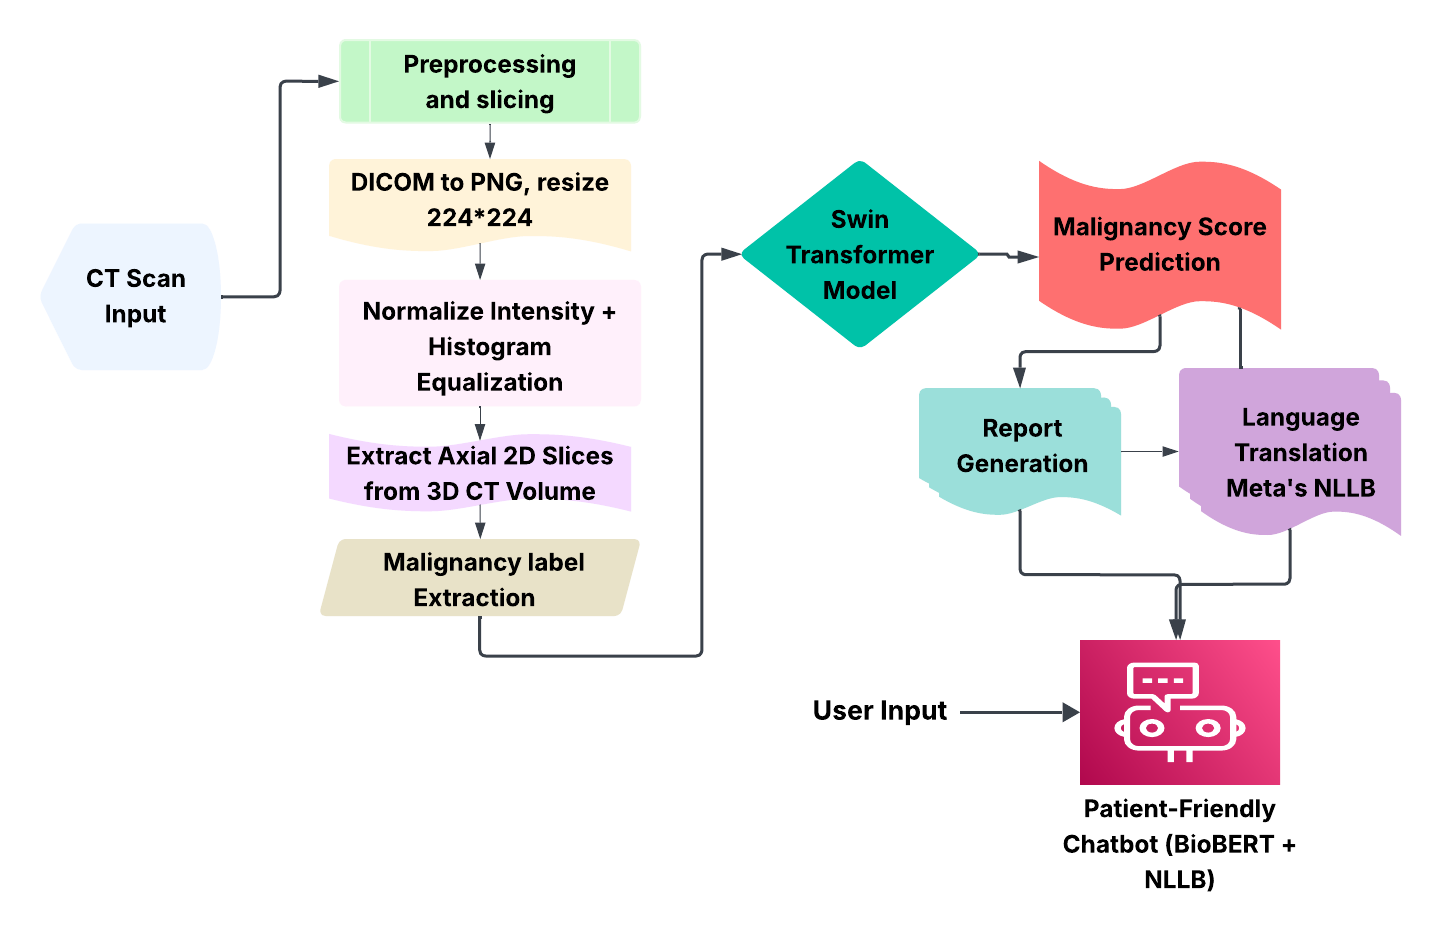 Preprocessing
and slicing
DICOM to PNG, resize
224*224
CT Scan
Input
Normalize Intensity +
Histogram
Equalization
Extract Axial 2D Slices
from 3D CT Volume
Malignancy label
Extraction
Swin
Transformer
Model
Malignancy Score
Prediction
Report
Generation
Language
Translation
Meta's NLLB
User Input
Patient-Friendly
Chatbot (BioBERT +
NLLB)